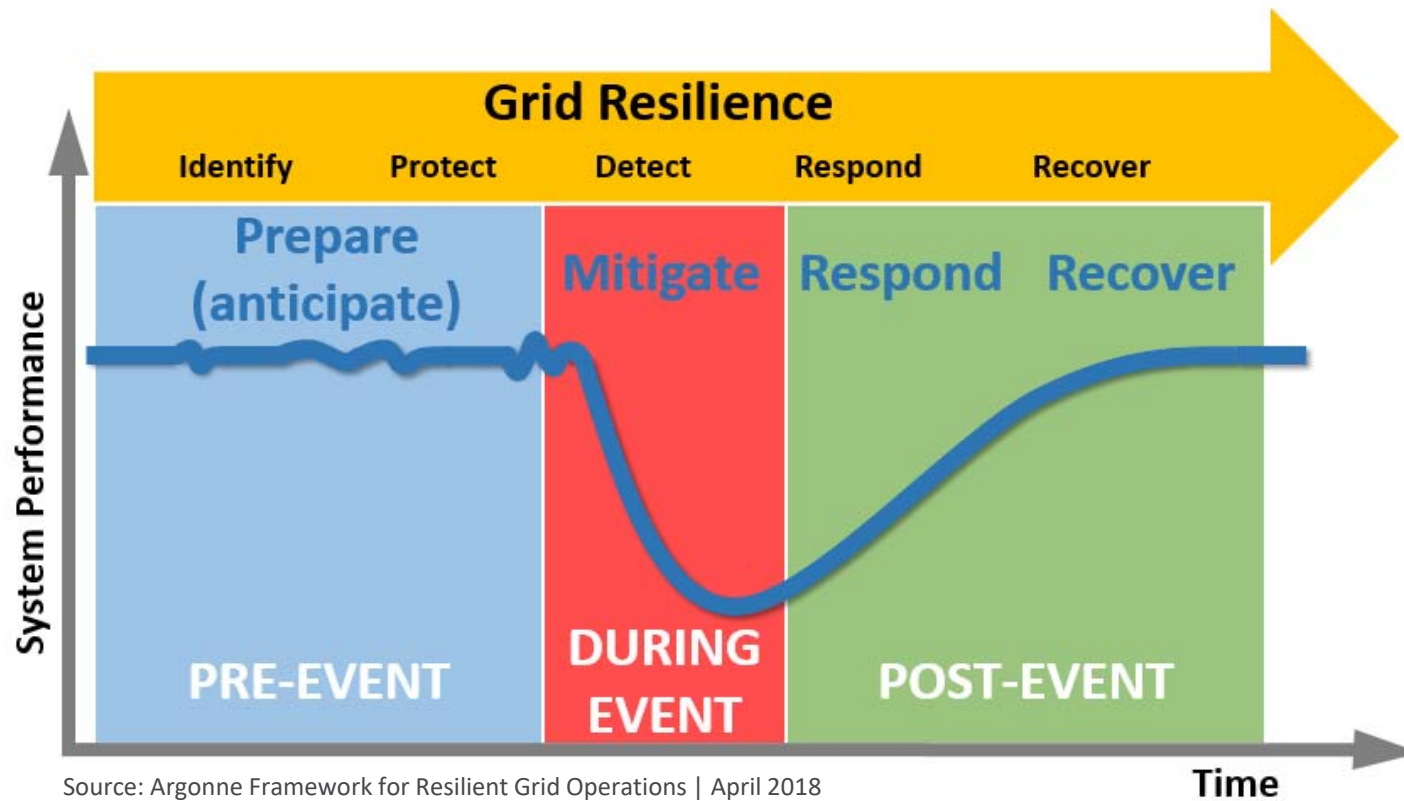 Grid Resilience
Identify Protect Detect Respond Recover
Prepare
(anticipate)
Mitigate
Respond Recover
System Performance
PRE-EVENT
DURING
EVENT
POST-EVENT
Source: Argonne Framework for Resilient Grid Operations | April 2018
Time